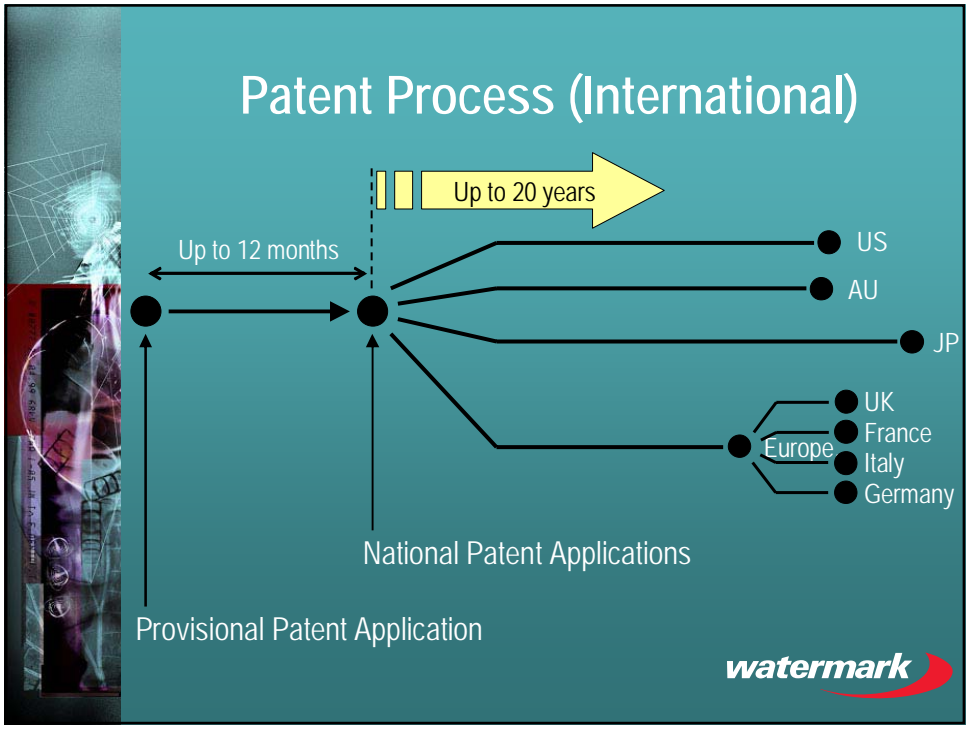 Patent Process (International)
Up to 20 years
Up to 12 months
US
AU
JP
UK
France
Europe
Italy
Germany
National Patent Applications
Provisional Patent Application
watermark